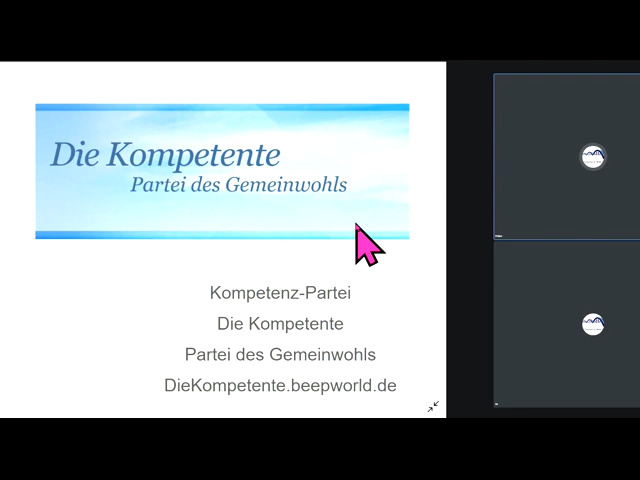 Die Kompetente
Partei des Gemeinwohls
Kompetenz-Partei
Die Kompetente
Partei des Gemeinwohls
DieKompetente.beepworld.de